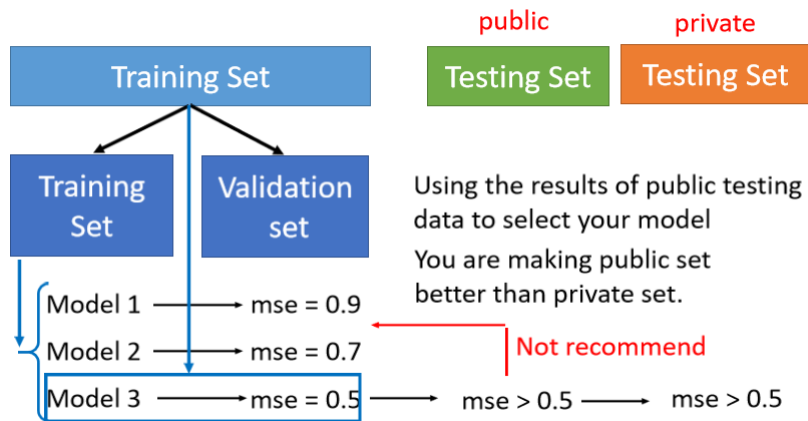 public
private
Training Set
Testing Set
Testing Set
Training
Set
Validation
set
Using the results of public testing
data to select your model
You are making public set
better than private set.
Model 1
mse = 0.9
Model 2
mse = 0.7
Not recommend
Model 3
mse = 0.5
mse > 0.5
mse > 0.5